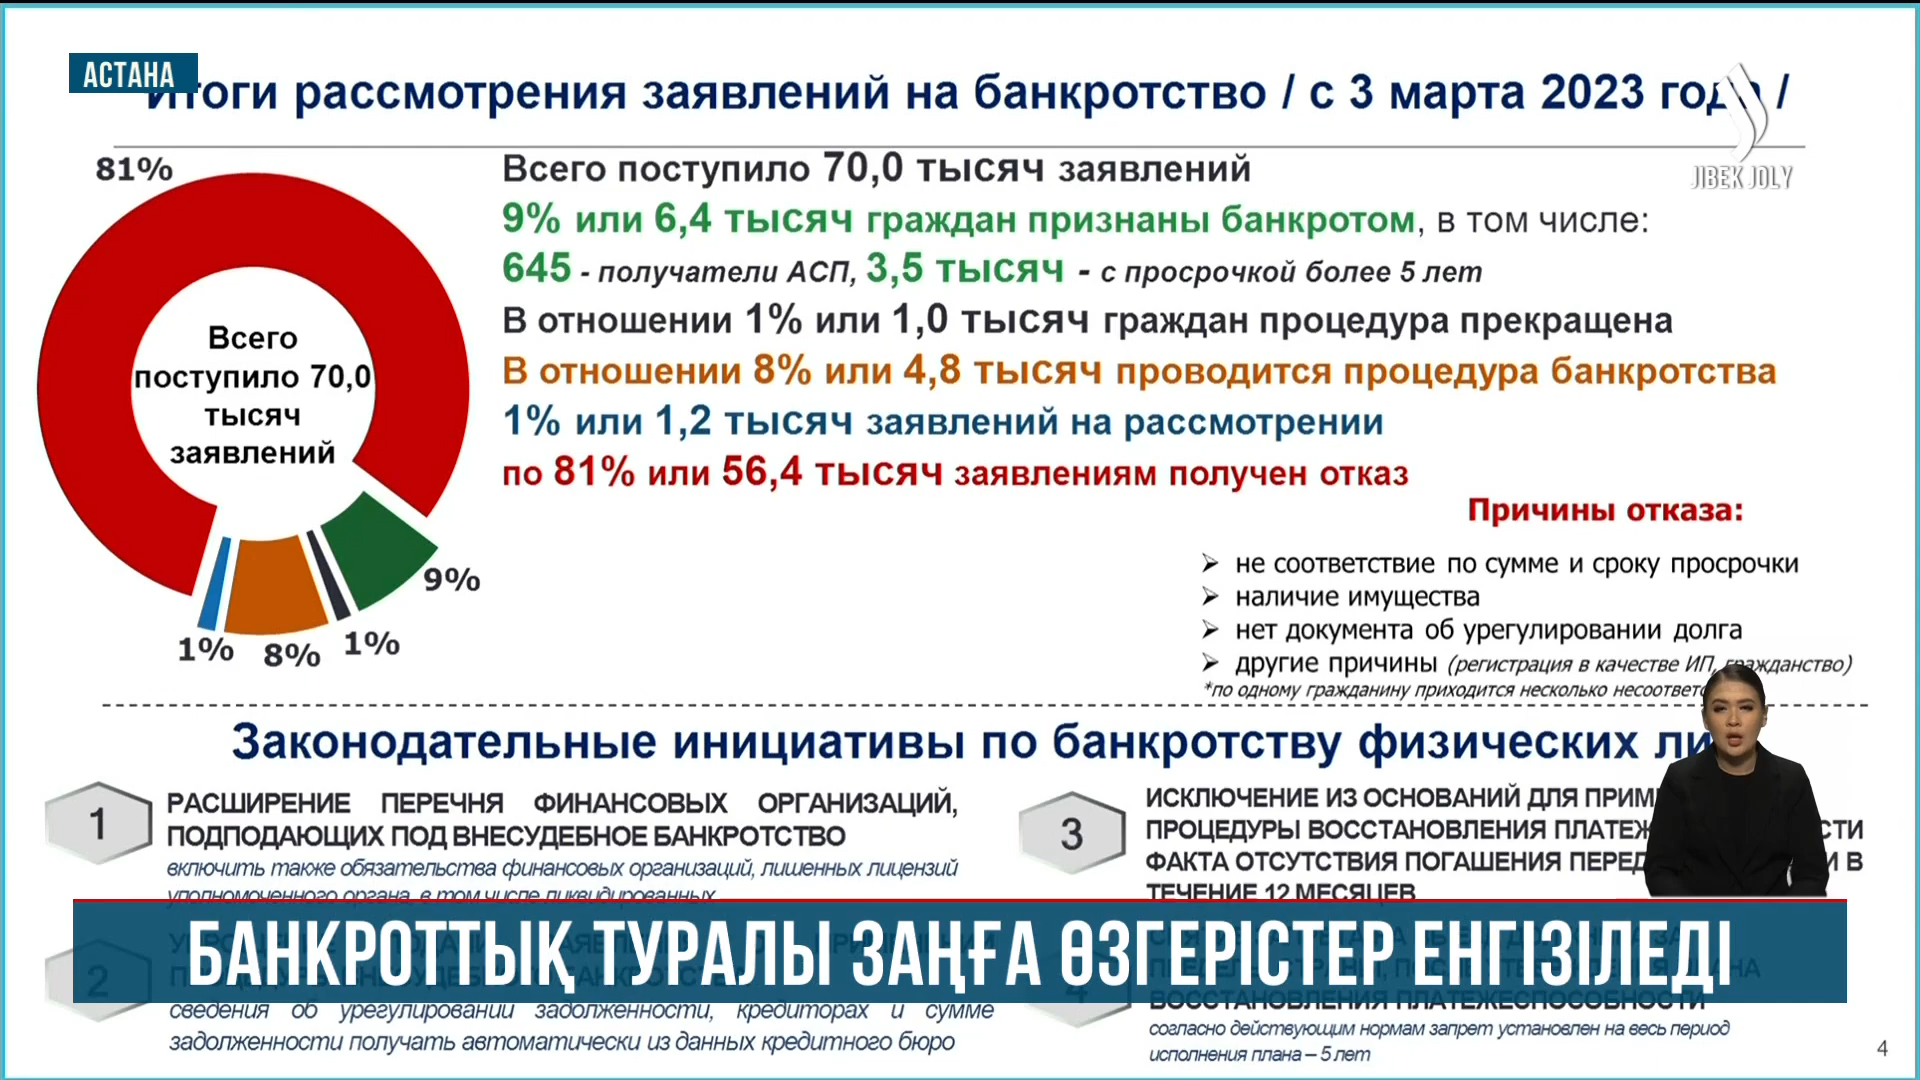 АСТАНА
Итоги рассмотрения заявлений на банкротство / с 3 марта 2023 года /
JIBEK JOLY
81%
Всего поступило 70,0 тысяч заявлений
9% или 6,4 тысяч граждан признаны банкротом, в том числе:
645 - получатели АСП, 3,5 тысяч - с просрочкой более 5 лет
В отношении 1% или 1,0 тысяч граждан процедура прекращена
В отношении 8% или 4,8 тысяч проводится процедура банкротства
1% или 1,2 тысяч заявлений на рассмотрении
по 81% или 56,4 тысяч заявлениям получен отказ
Всего
поступило 70,0
тысяч
заявлений
9%
1%
8%
1%
Причины отказа:
не соответствие по сумме и сроку просрочки
наличие имущества
нет документа об урегулировании долга
другие причины (регистрация в качестве ИП, гражданство)
*по одному гражданину приходится несколько
Законодательные инициативы по банкротству физических
1
РАСШИРЕНИЕ ПЕРЕЧНЯ ФИНАНСОВЫХ ОРГАНИЗАЦИЙ,
ПОДПОДАЮЩИХ ПОД ВНЕСУДЕБНОЕ БАНКРОТСТВО
включить также обязательства финансовых организаций, лишенных лицензий
уполномоченного органа, в том числе ликвидированных
3
ИСКЛЮЧЕНИЕ ИЗ ОСНОВАНИЙ ДЛЯ
ПРОЦЕДУРЫ ВОССТАНОВЛЕНИЯ
ФАКТА ОТСУТСТВИЯ ПОГАШЕНИЯ В
ТЕЧЕНИЕ 12 МЕСЯЦЕВ
БАНКРОТТЫҚ ТУРАЛЫ ЗАҢҒА ӨЗГЕРІСТЕР ЕНГІЗІЛЕДІ
2
сведения об урегулировании задолженности, кредиторах и сумме
задолженности получать автоматически из данных кредитного бюро
4
ВОССТАНОВЛЕНИЯ ПЛАТЕЖЕСПОСОБНОСТИ
согласно действующим нормам запрет установлен на весь период
исполнения плана – 5 лет
4